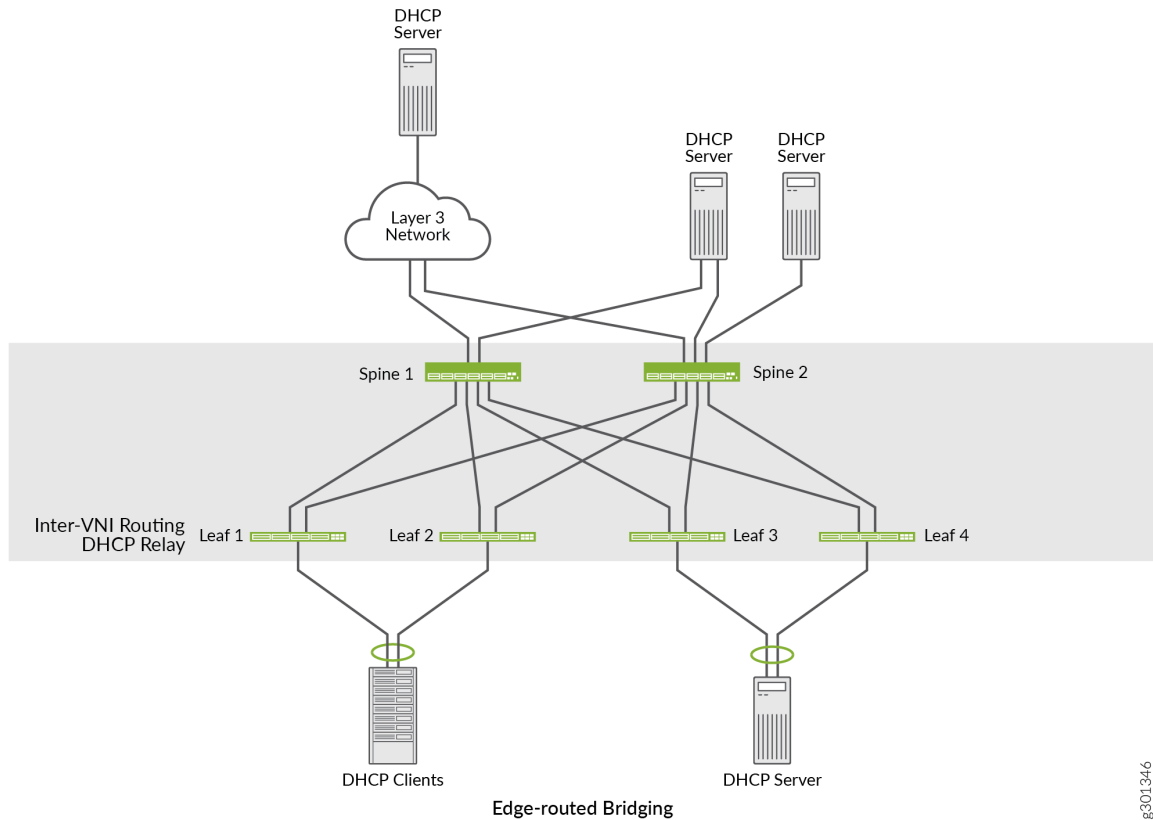 DHCP
Server
DHCP
Server
DHCP
Server
Layer 3
Network
Spine 1
Spine 2
Inter-VNI Routing
DHCP Relay
Leaf 1
Leaf 2
Leaf 3
Leaf 4
DHCP Clients
DHCP Server
Edge-routed Bridging
g301346